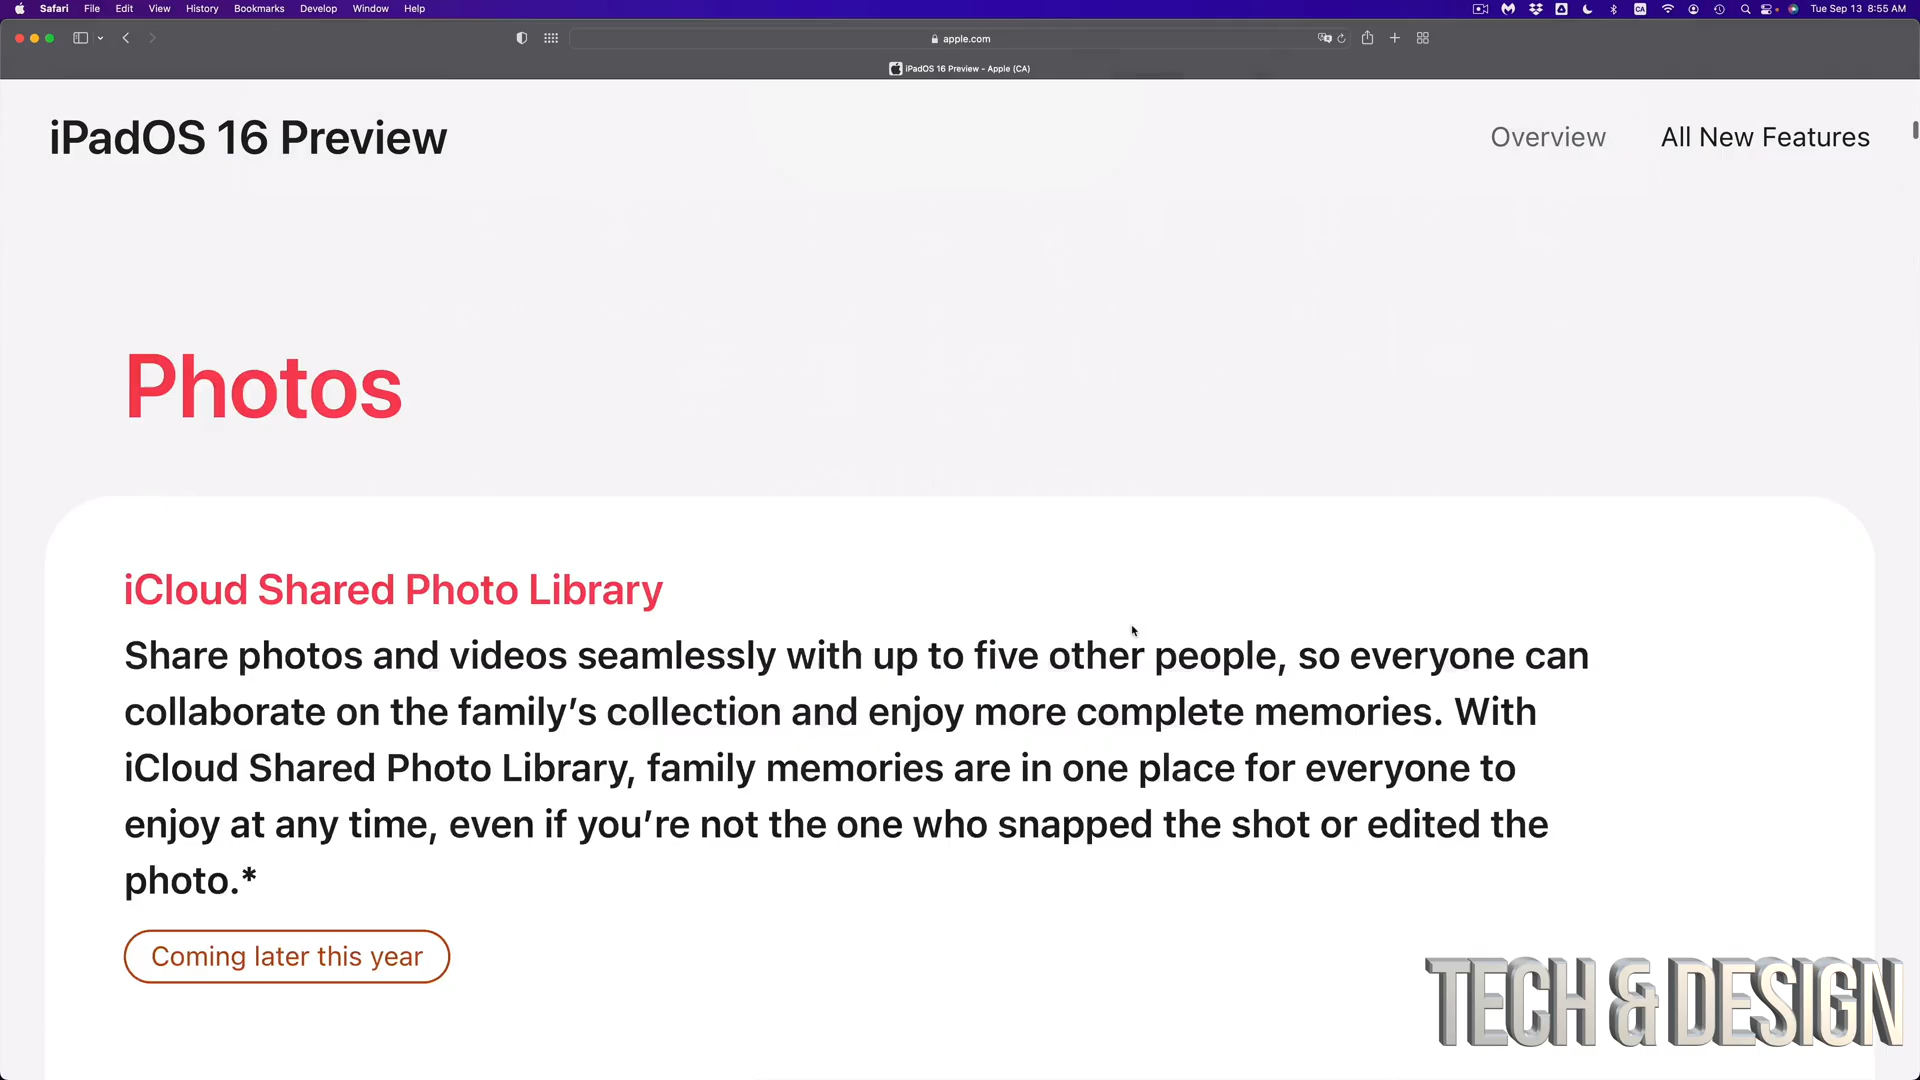 Safari File Edit View History Bookmarks Develop Window Help
CA Tue Sep 13 8:55 AM
apple.com
iPadOS 16 Preview - Apple (CA)
iPadOS 16 Preview
Overview All New Features
Photos
iCloud Shared Photo Library
Share photos and videos seamlessly with up to five other people, so everyone can
collaborate on the family’s collection and enjoy more complete memories. With
iCloud Shared Photo Library, family memories are in one place for everyone to
enjoy at any time, even if you’re not the one who snapped the shot or edited the
photo.*
Coming later this year
TECH & DESIGN